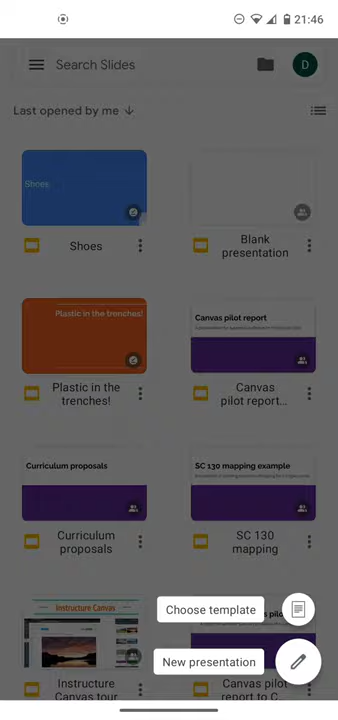 21:46
Search Slides
D
Last opened by me
Shoes
Shoes
Blank
presentation
Plastic in the trenches!
Canvas pilot report
Plastic in the
trenches!
Canvas
pilot report...
Curriculum proposals
SC 130 mapping example
Curriculum
proposals
SC 130
mapping
Instructure Canvas
Choose template
New presentation
Instructure
Canvas tour
Canvas pilot
report to C...